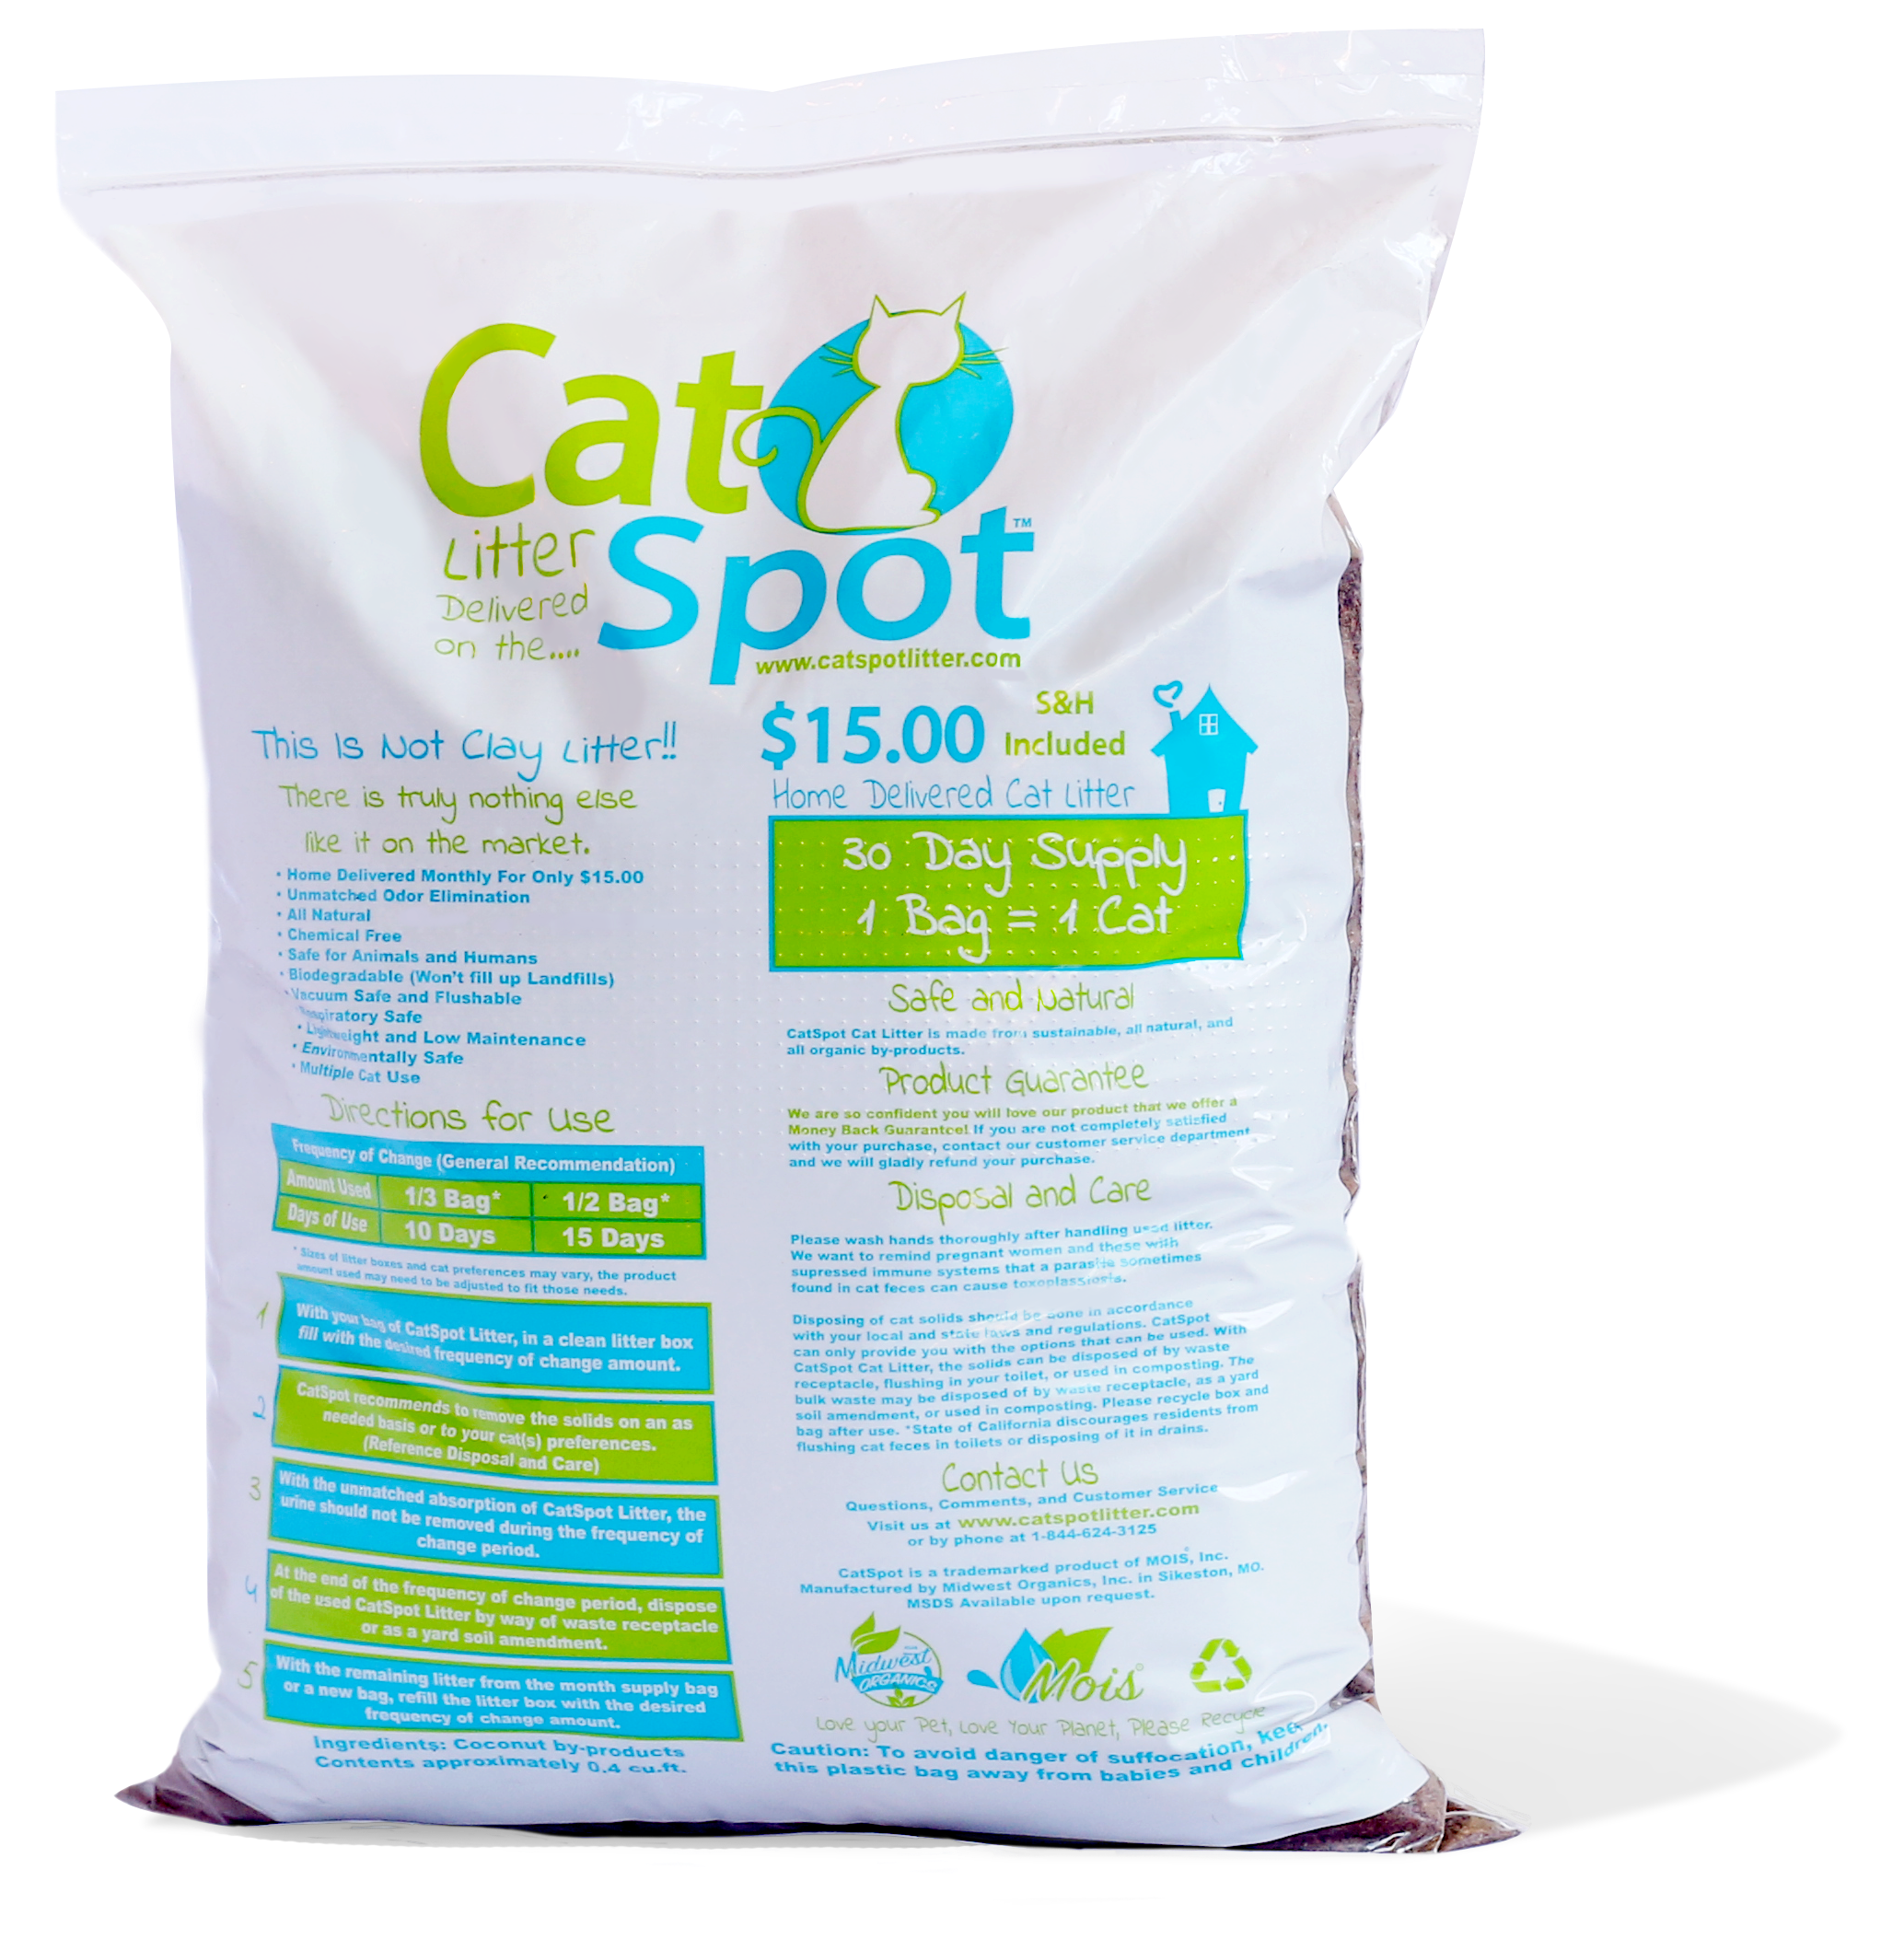 Cat
Litter
Delivered
on the....
Spot™
www.catspotlitter.com
This Is Not Clay Litter!!
There is truly nothing else
like it on the market.
• Home Delivered Monthly For Only $15.00
• Unmatched Odor Elimination
• All Natural
• Chemical Free
• Safe for Animals and Humans
• Biodegradable (Won't fill up Landfills)
• Vacuum Safe and Flushable
Respiratory Safe
• Lightweight and Low Maintenance
• Environmentally Safe
• Multiple Cat Use
Directions for Use
Frequency of Change (General Recommendation)
Amount Used 1/3 Bag* 1/2 Bag*
Days of Use 10 Days 15 Days
* Sizes of litter boxes and cat preferences may vary, the product
amount used may need to be adjusted to fit those needs.
1
With your bag of CatSpot Litter, in a clean litter box
fill with the desired frequency of change amount.
2
CatSpot recommends to remove the solids on an as
needed basis or to your cat(s) preferences.
(Reference Disposal and Care)
3
With the unmatched absorption of CatSpot Litter, the
urine should not be removed during the frequency of
change period.
4
At the end of the frequency of change period, dispose
of the used CatSpot Litter by way of waste receptacle
or as a yard soil amendment.
5
With the remaining litter from the month supply bag
or a new bag, refill the litter box with the desired
frequency of change amount.
Ingredients: Coconut by-products
Contents approximately 0.4 cu.ft.
$15.00
S&H
Included
Home Delivered Cat Litter
30 Day Supply...
1 Bag = 1 Cat
Safe and Natural
CatSpot Cat Litter is made from sustainable, all natural, and
all organic by-products.
Product Guarantee
We are so confident you will love our product that we offer a
Money Back Guarantee! If you are not completely satisfied
with your purchase, contact our customer service department
and we will gladly refund your purchase.
Disposal and Care
Please wash hands thoroughly after handling used litter.
We want to remind pregnant women and those with
supressed immune systems that a parasite sometimes
found in cat feces can cause toxoplassiosis.
Disposing of cat solids should be done in accordance
with your local and state laws and regulations. CatSpot
can only provide you with the options that can be used. With
CatSpot Cat Litter, the solids can be disposed of by waste
receptacle, flushing in your toilet, or used in composting. The
bulk waste may be disposed of by waste receptacle, as a yard
soil amendment, or used in composting. Please recycle box and
bag after use. *State of California discourages residents from
flushing cat feces in toilets or disposing of it in drains.
Contact Us
Questions, Comments, and Customer Service
Visit us at www.catspotlitter.com
or by phone at 1-844-624-3125
CatSpot is a trademarked product of MOIS, Inc.
Manufactured by Midwest Organics, Inc. in Sikeston, MO.
MSDS Available upon request.
Midwest
ORGANICS
Mois
Love your Pet, Love Your Planet, Please Recycle
Caution: To avoid danger of suffocation, keep
this plastic bag away from babies and children.